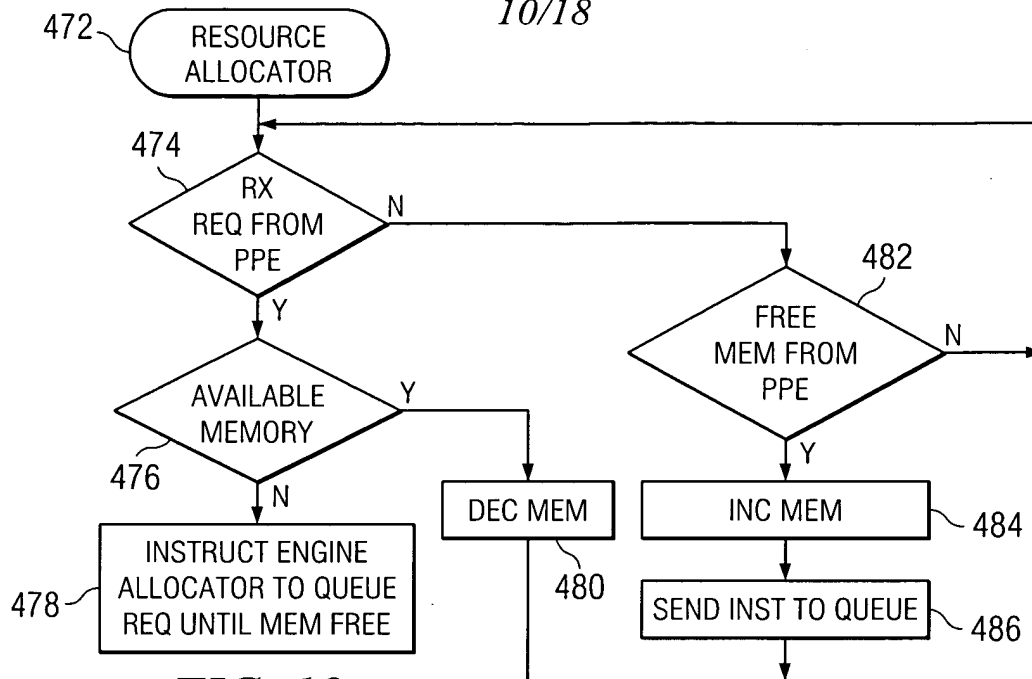 10/18
472
RESOURCE
ALLOCATOR
474
RX
REQ FROM
PPE
N
Y
482
FREE
MEM FROM
PPE
N
Y
AVAILABLE
MEMORY
Y
476
N
DEC MEM
480
INC MEM
484
INSTRUCT ENGINE
ALLOCATOR TO QUEUE
REQ UNTIL MEM FREE
478
SEND INST TO QUEUE
486